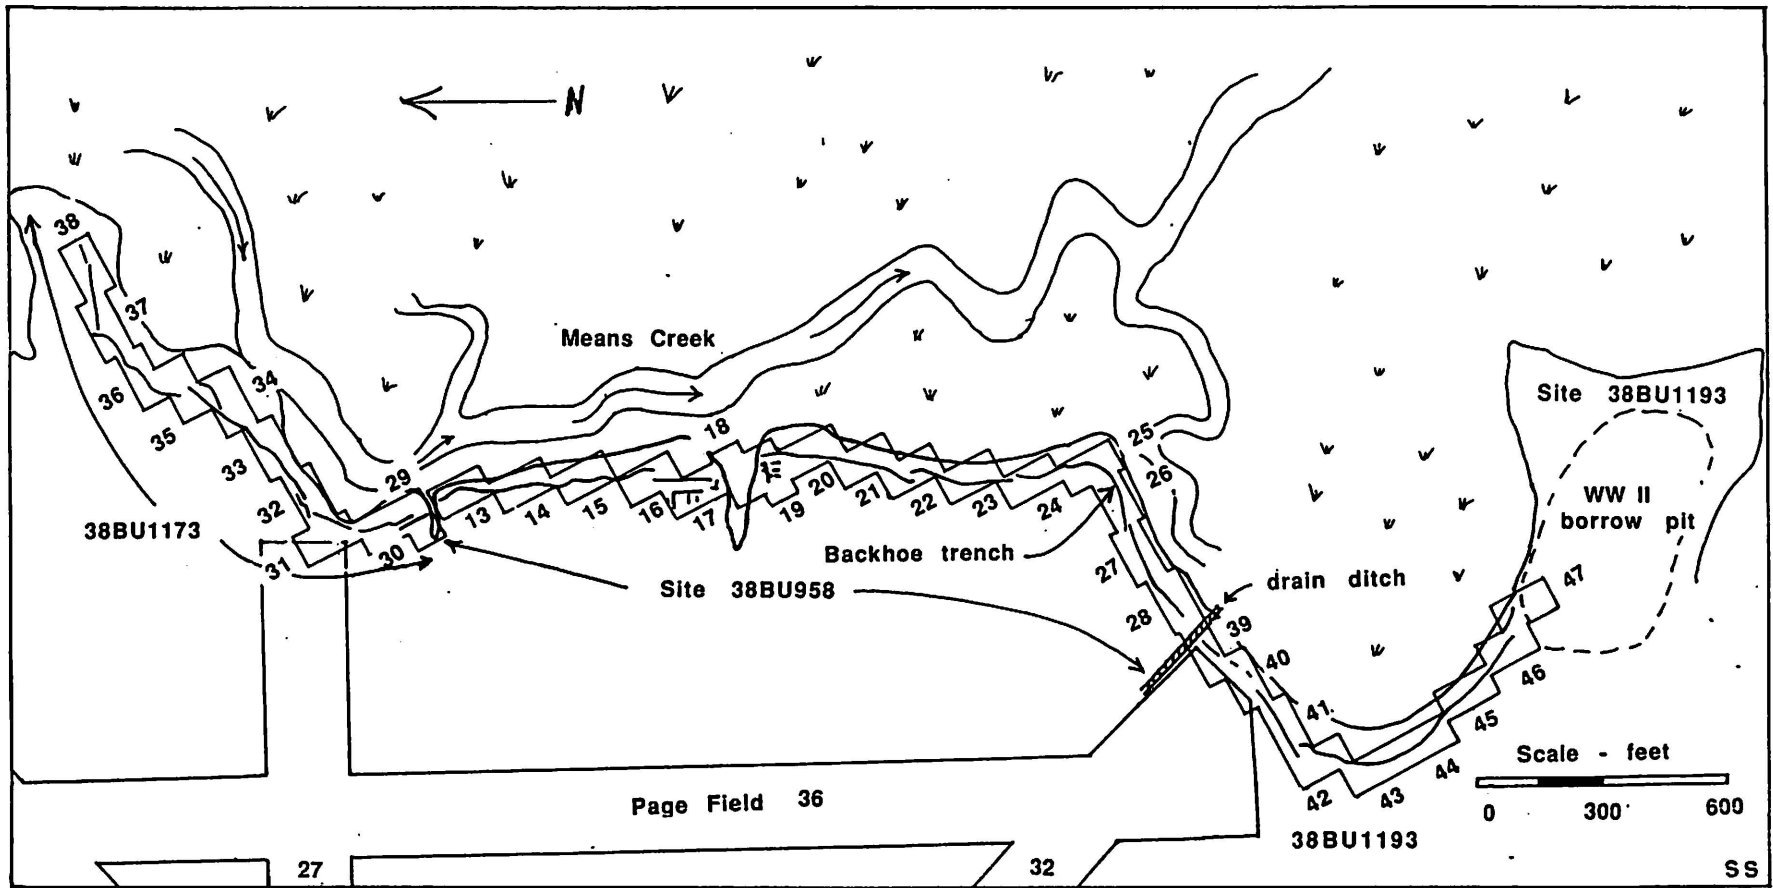 N
38
37
36
35
34
33
32
31
30
29
38BU1173
Means Creek
18
13
14
15
16
17
19
20
21
22
23
24
25
26
27
28
Backhoe trench
Site 38BU958
drain ditch
39
40
41
42
43
44
45
46
47
Site 38BU1193
WW II
borrow pit
Scale - feet
0 300 600
38BU1193
Page Field 36
27
32
SS